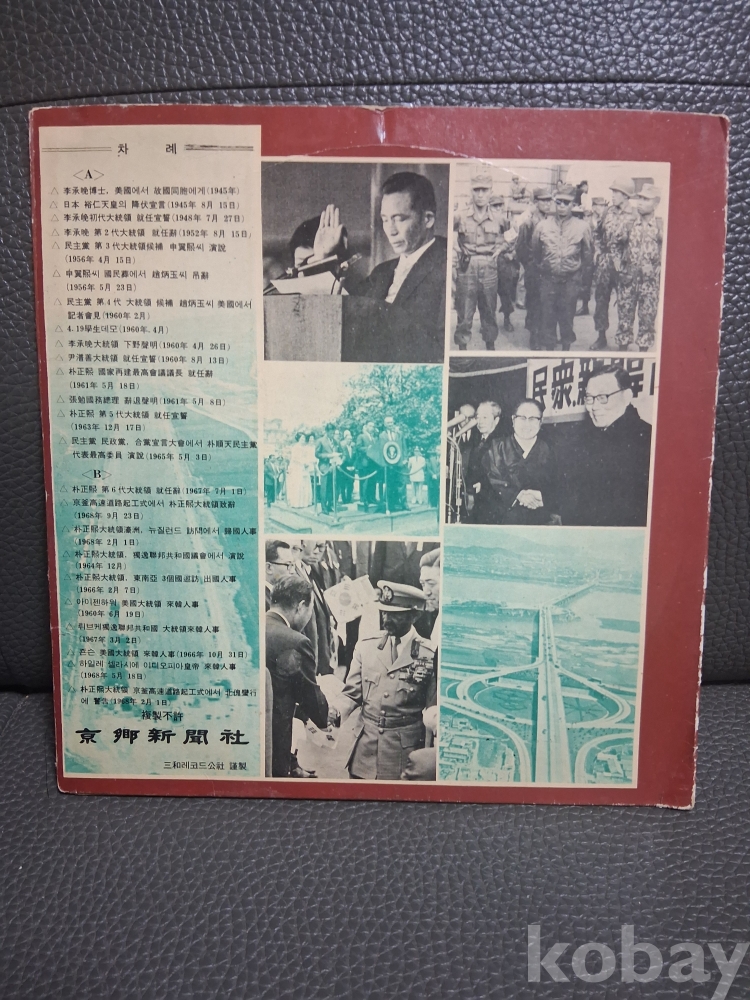 차 례
<A>
△ 李承晩博士, 美國에서 故國同胞에게(1945年)
△ 日本 裕仁天皇의 降伏宣言(1945年 8月 15日)
△ 李承晩初代大統領 就任宣誓(1948年 7月 27日)
△ 李承晩 第2代大統領 就任辭(1952年 8月 15日)
△ 民主黨 第3代大統領候補 申翼熙씨 演說
(1956年 4月 15日)
△ 申翼熙씨 國民葬에서 趙炳玉씨 吊辭
(1956年 5月 23日)
△ 民主黨 第4代 大統領 候補 趙炳玉씨 美國에서
記者會見(1960年 2月)
△ 4.19學生데모(1960年, 4月)
△ 李承晩大統領 下野聲明(1960年 4月 26日)
△ 尹潽善大統領 就任宣誓(1960年 8月 13日)
△ 朴正熙 國家再建最高會議議長 就任辭
(1961年 5月 18日)
△ 張勉國務總理 辭退聲明(1961年 5月 8日)
△ 朴正熙 第5代大統領 就任宣誓
(1963年 12月 17日)
△ 民主黨 民政黨, 合黨宣言大會에서 朴順天民主黨
代表最高委員 演說(1965年 5月 3日)
<B>
△ 朴正熙 第6代大統領 就任辭(1967年 7月 1日)
△ 京釜高速道路起工式에서 朴正熙大統領致辭
(1968年 9月 23日)
△ 朴正熙大統領濠洲, 뉴질런드 訪問에서 歸國人事
(1968年 2月 1日)
△ 朴正熙大統領, 獨逸聯邦共和國議會에서 演說
(1964年 12月)
△ 朴正熙大統領, 東南亞 3個國巡訪 出國人事
(1966年 2月 7日)
△ 아이젠하워 美國大統領 來韓人事
(1960年 6月 19日)
△ 뤼브케獨逸聯邦共和國 大統領來韓人事
(1967年 3月 2日)
△ 죤슨 美國大統領 來韓人事(1966年 10月 31日)
△ 하일레 셀라시에 이디오피아皇帝 來韓人事
(1968年 5月 18日)
△ 朴正熙大統領 京釜高速道路起工式에서 北傀蠻行
에 警告(1968年 2月 1日)
複製不許
京鄕新聞社
三和레코드公社 謹製
民衆
kobay